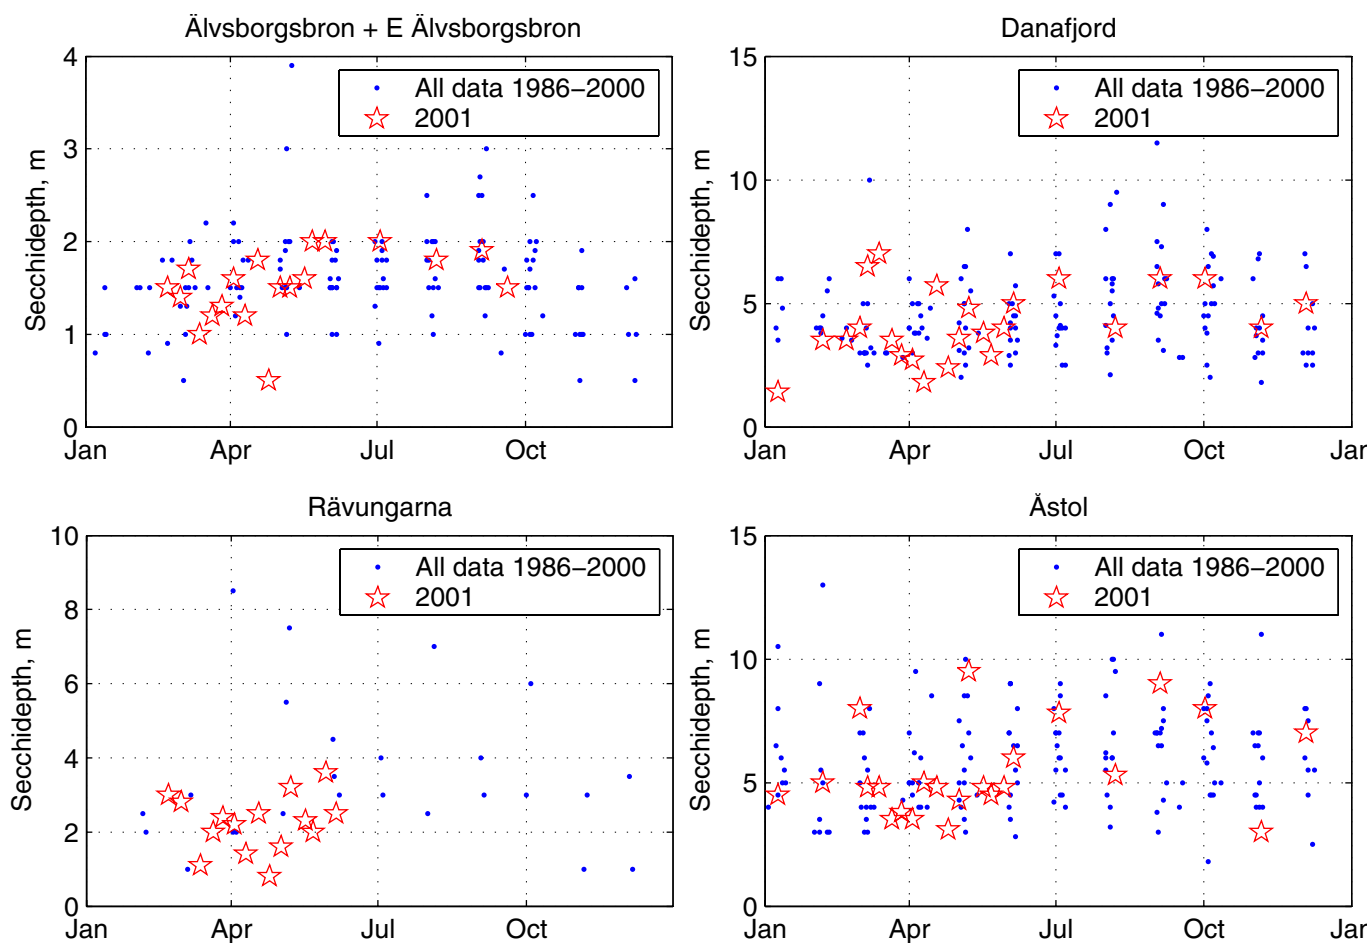 Älvsborgsbron + E Älvsborgsbron
4
3
2
1
0
Secchidepth, m
All data 1986−2000
2001
Jan
Apr
Jul
Oct
Danafjord
15
10
5
0
Secchidepth, m
All data 1986−2000
2001
Jan
Apr
Jul
Oct
Jan
Rävungarna
10
8
6
4
2
0
Secchidepth, m
All data 1986−2000
2001
Jan
Apr
Jul
Oct
Åstol
15
10
5
0
Secchidepth, m
All data 1986−2000
2001
Jan
Apr
Jul
Oct
Jan